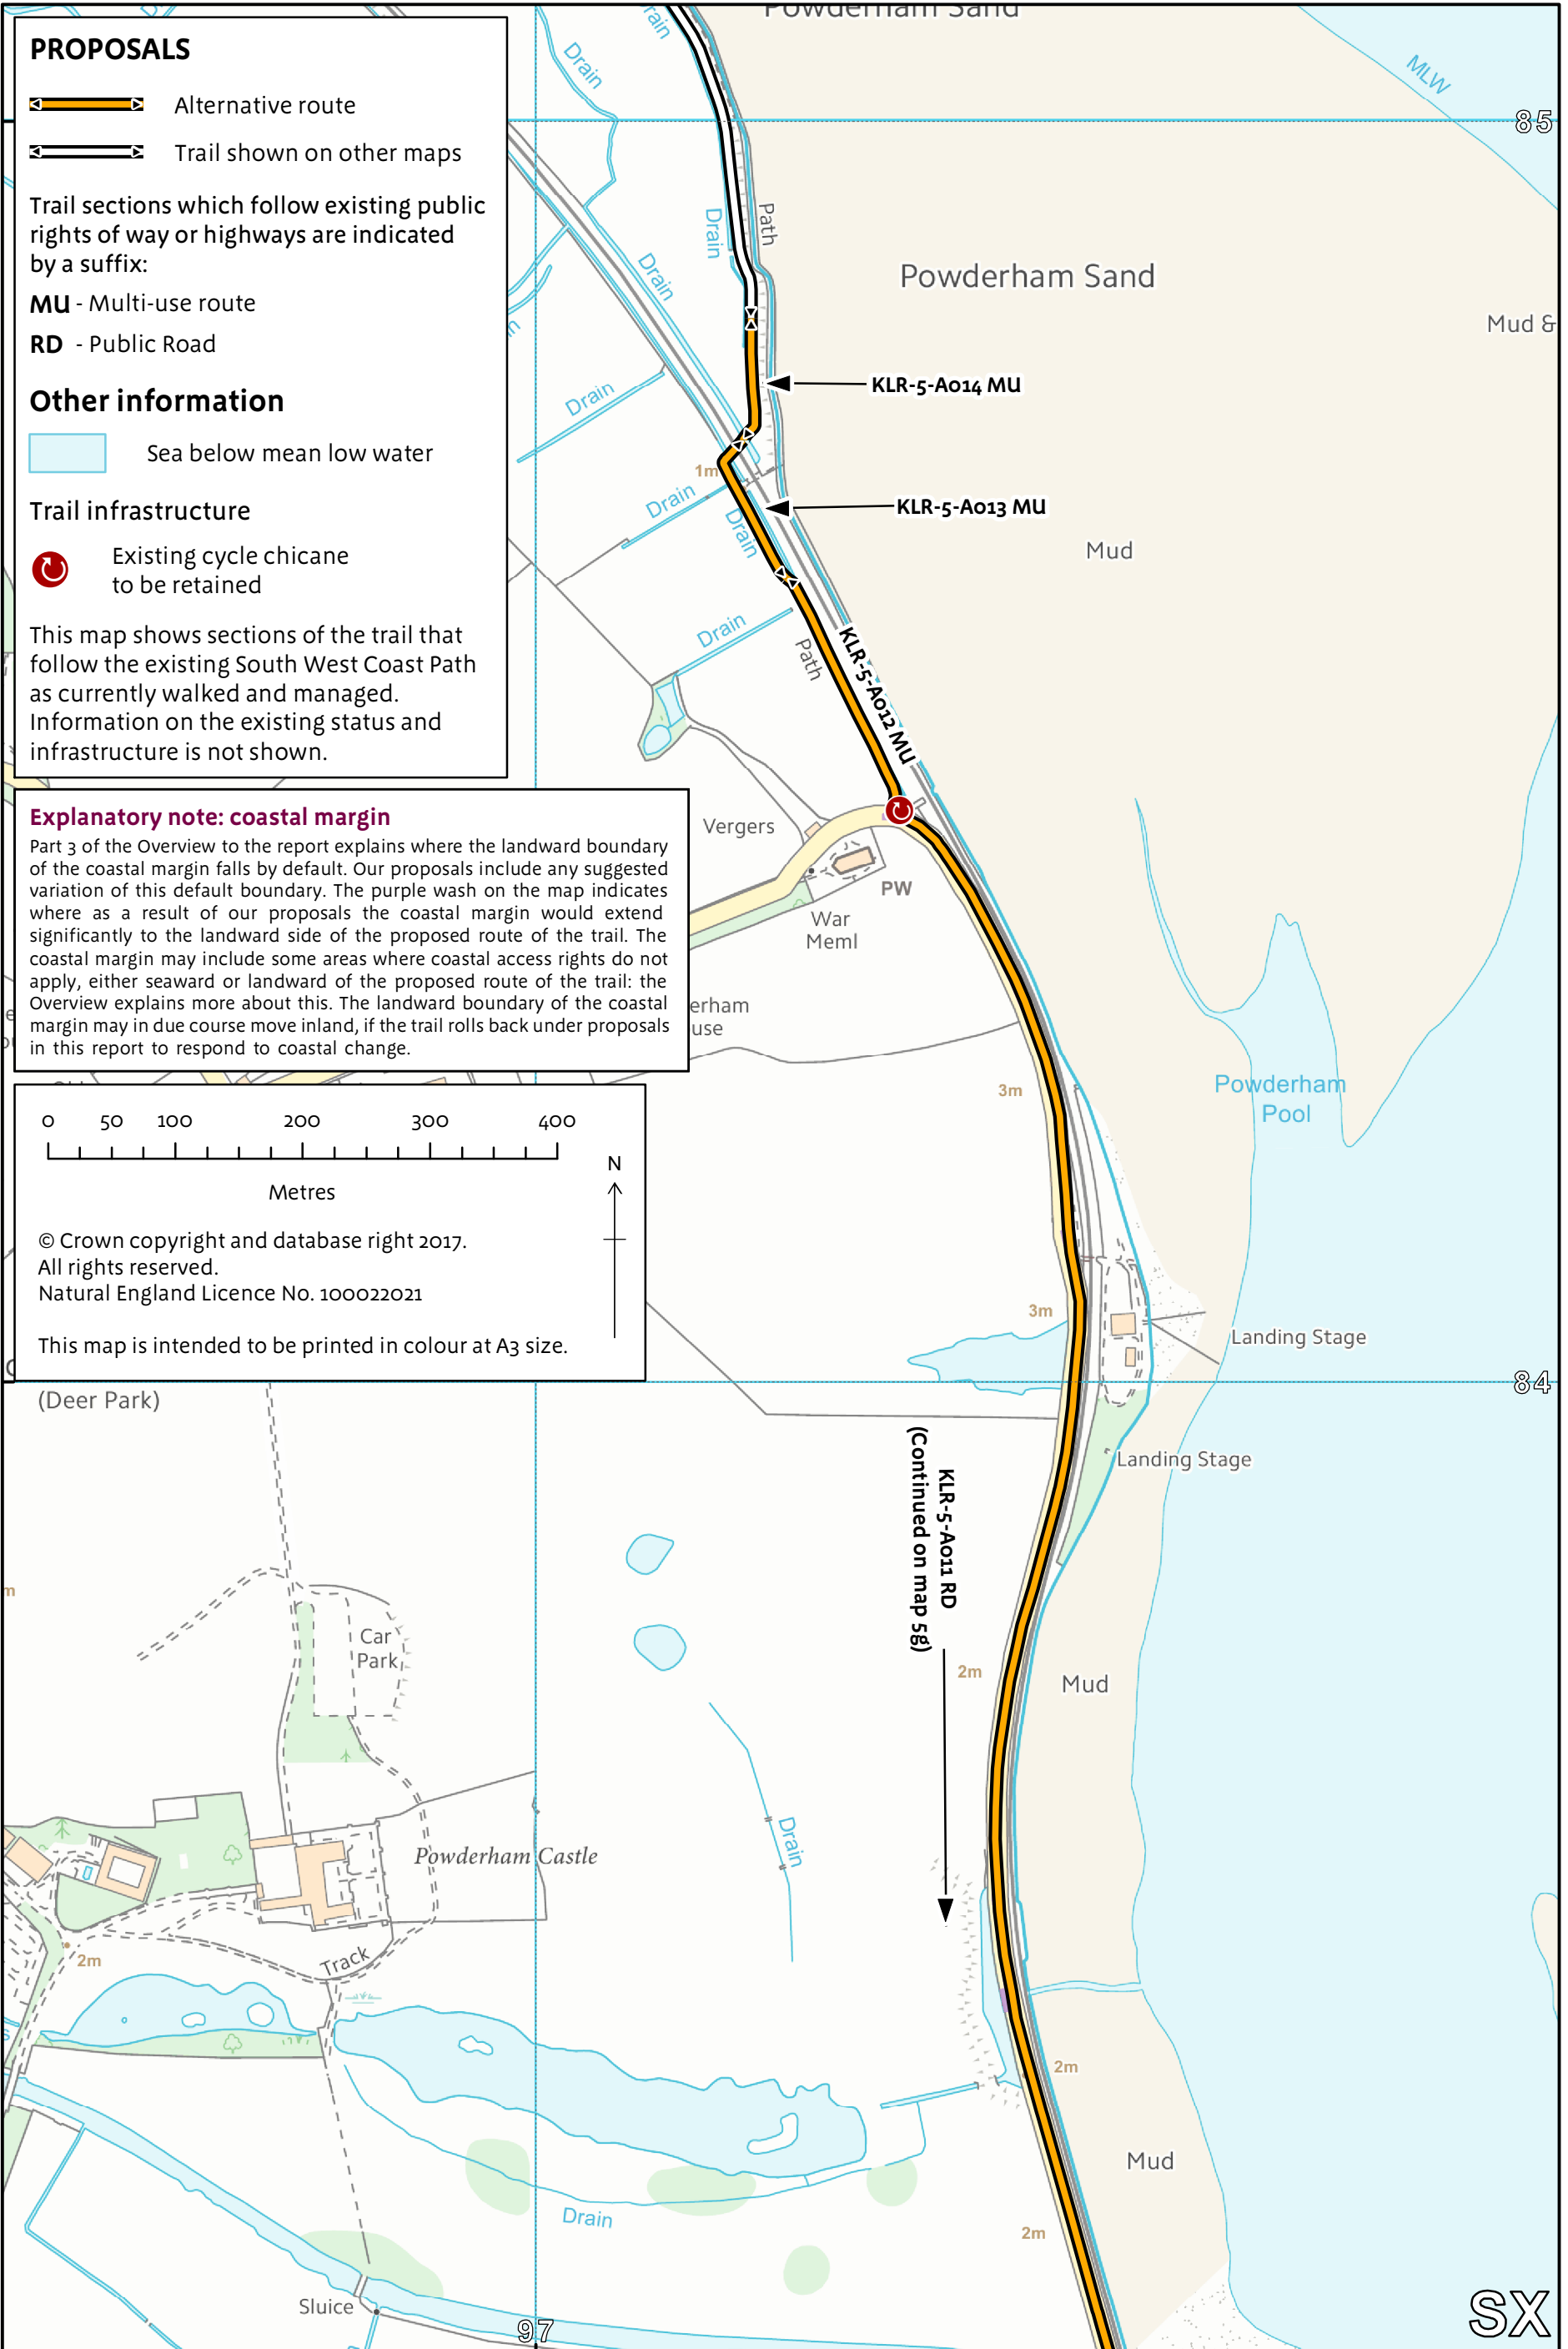 PROPOSALS
Alternative route
Trail shown on other maps
Trail sections which follow existing public
rights of way or highways are indicated
by a suffix:
MU - Multi-use route
RD - Public Road
Other information
Sea below mean low water
Trail infrastructure
Existing cycle chicane
to be retained
This map shows sections of the trail that
follow the existing South West Coast Path
as currently walked and managed.
Information on the existing status and
infrastructure is not shown.
Explanatory note: coastal margin
Part 3 of the Overview to the report explains where the landward boundary
of the coastal margin falls by default. Our proposals include any suggested
variation of this default boundary. The purple wash on the map indicates
where as a result of our proposals the coastal margin would extend
significantly to the landward side of the proposed route of the trail. The
coastal margin may include some areas where coastal access rights do not
apply, either seaward or landward of the proposed route of the trail: the
Overview explains more about this. The landward boundary of the coastal
margin may in due course move inland, if the trail rolls back under proposals
in this report to respond to coastal change.
0 50 100 200 300 400
Metres
N
© Crown copyright and database right 2017.
All rights reserved.
Natural England Licence No. 100022021
This map is intended to be printed in colour at A3 size.
Powderham Sand
Drain
MLW
85
Drain
Path
Drain
Powderham Sand
Mud &
KLR-5-A014 MU
Drain
1m
Drain
KLR-5-A013 MU
Drain
Mud
Drain
Path
KLR-5-A012 MU
Vergers
PW
War
Meml
erham
use
3m
Powderham
Pool
3m
Landing Stage
84
(Deer Park)
Landing Stage
KLR-5-A011 RD
(Continued on map 5g)
Car
Park
2m
Mud
Drain
Powderham Castle
Track
2m
2m
Mud
Drain
2m
Sluice
97
SX